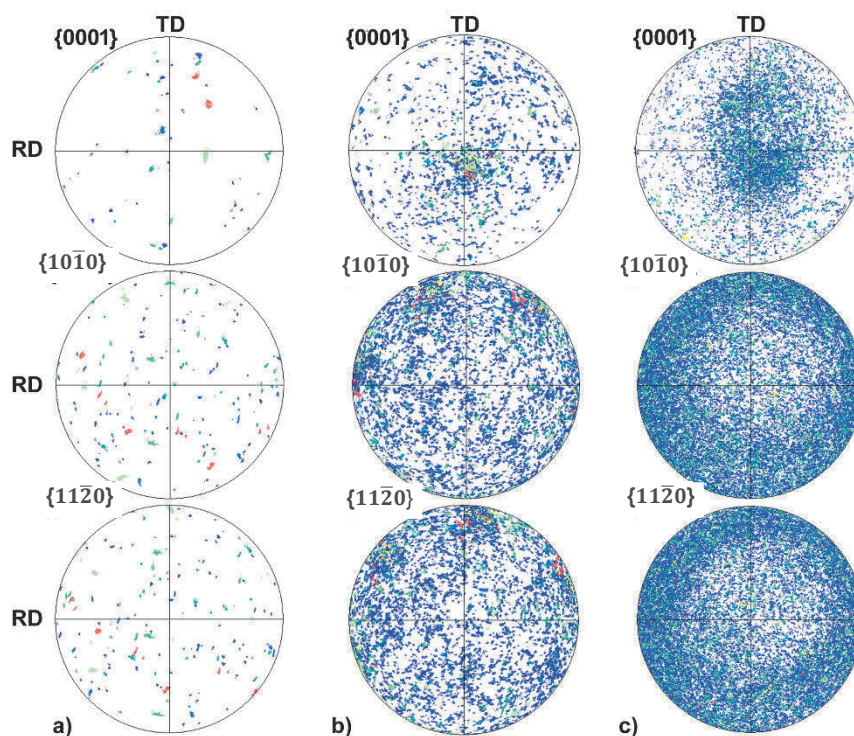 TD TD TD
{0001} {0001} {0001}
RD
{101̅0} {101̅0} {101̅0}
RD
{112̅0} {112̅0} {112̅0}
RD
a) b) c)